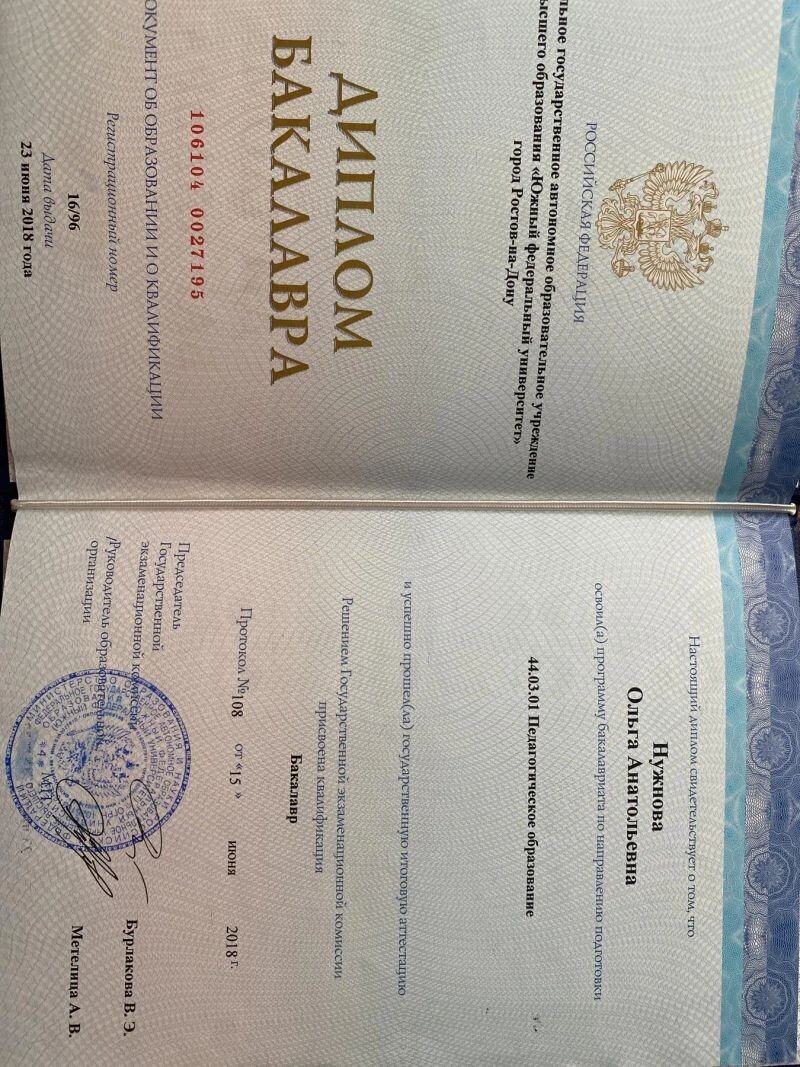 РОССИЙСКАЯ ФЕДЕРАЦИЯ
льное государственное автономное образовательное учреждение
ысшего образования «Южный федеральный университет»
город Ростов-на-Дону
ДИПЛОМ
БАКАЛАВРА
106104 0027195
ОКУМЕНТ ОБ ОБРАЗОВАНИИ И О КВАЛИФИКАЦИИ
Регистрационный номер
16/96
Дата выдачи
23 июня 2018 года
Настоящий диплом свидетельствует о том, что
Нужнова
Ольга Анатольевна
освоил(а) программу бакалавриата по направлению подготовки
44.03.01 Педагогическое образование
и успешно прошел(ла) государственную итоговую аттестацию
Решением Государственной экзаменационной комиссии
присвоена квалификация
Бакалавр
Протокол №108 от «15 » июня 2018 г.
Председатель
Государственной
экзаменационной комиссии
Бурлакова В. Э.
/Руководитель образовательной
организации
Метелица А. В.
М.П.